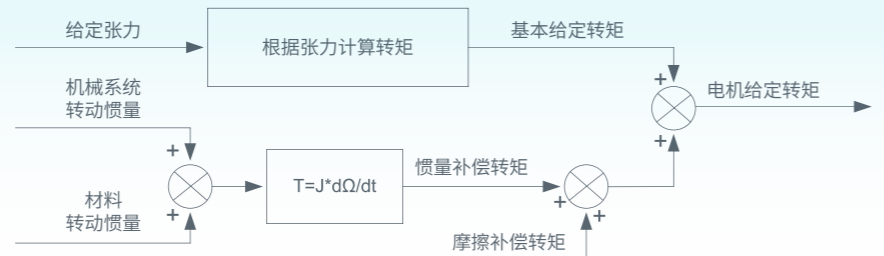 给定张力
根据张力计算转矩
基本给定转矩
+
电机给定转矩
机械系统
转动惯量
+
+
T=J*dΩ/dt
惯量补偿转矩
材料
转动惯量
+
+
+
摩擦补偿转矩